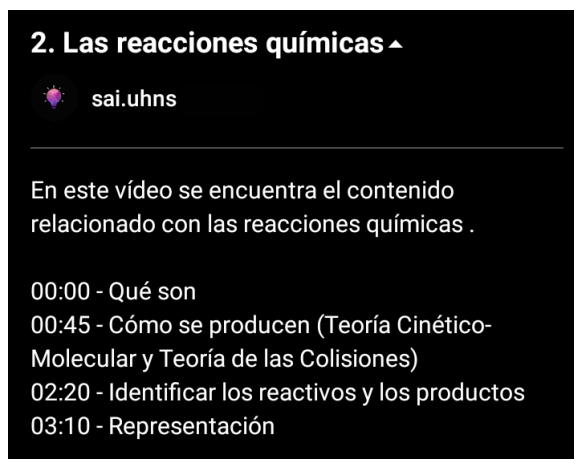 2. Las reacciones químicas
sai.uhns
En este vídeo se encuentra el contenido
relacionado con las reacciones químicas .
00:00 - Qué son
00:45 - Cómo se producen (Teoría Cinético-
Molecular y Teoría de las Colisiones)
02:20 - Identificar los reactivos y los productos
03:10 - Representación